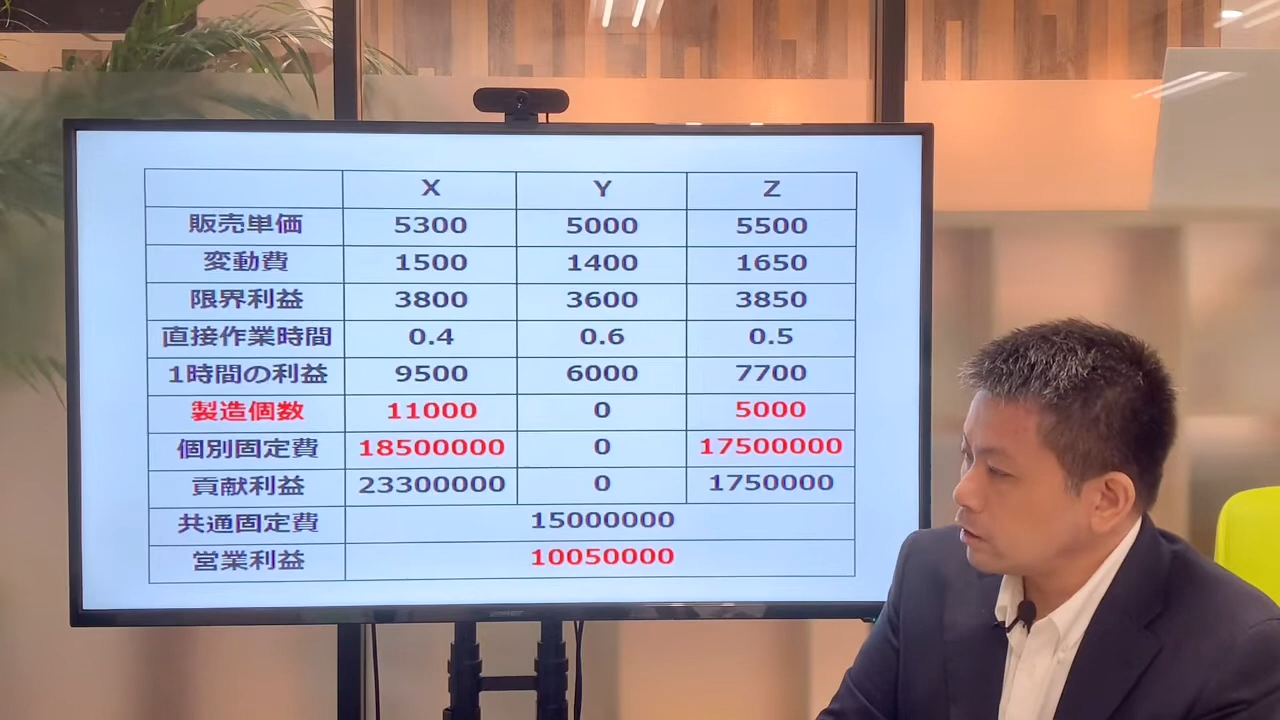 X Y Z
販売単価 5300 5000 5500
変動費 1500 1400 1650
限界利益 3800 3600 3850
直接作業時間 0.4 0.6 0.5
1時間の利益 9500 6000 7700
製造個数 11000 0 5000
個別固定費 18500000 0 17500000
貢献利益 23300000 0 1750000
共通固定費 15000000
営業利益 10050000